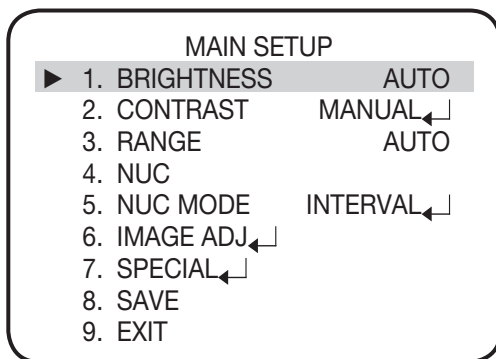 MAIN SETUP
► 1. BRIGHTNESS AUTO
2. CONTRAST MANUAL↲
3. RANGE AUTO
4. NUC
5. NUC MODE INTERVAL↲
6. IMAGE ADJ↲
7. SPECIAL↲
8. SAVE
9. EXIT